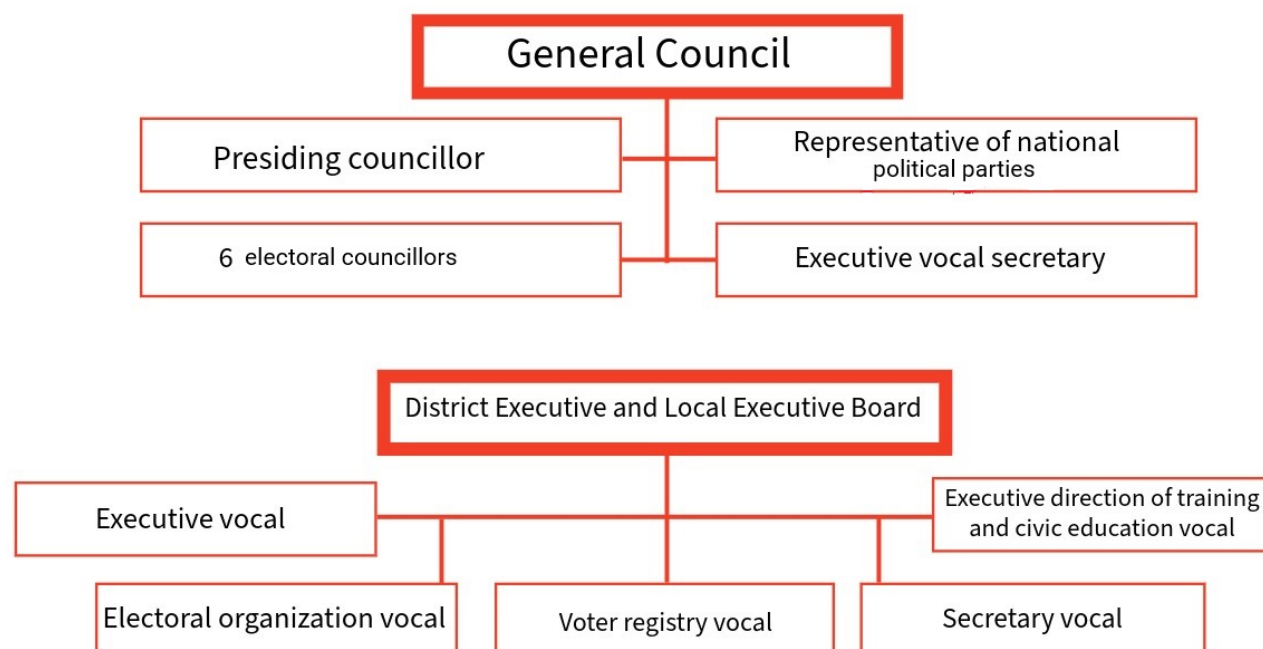 General Council
Presiding councillor
Representative of national
political parties
6 electoral councillors
Executive vocal secretary
District Executive and Local Executive Board
Executive vocal
Executive direction of training
and civic education vocal
Electoral organization vocal
Voter registry vocal
Secretary vocal